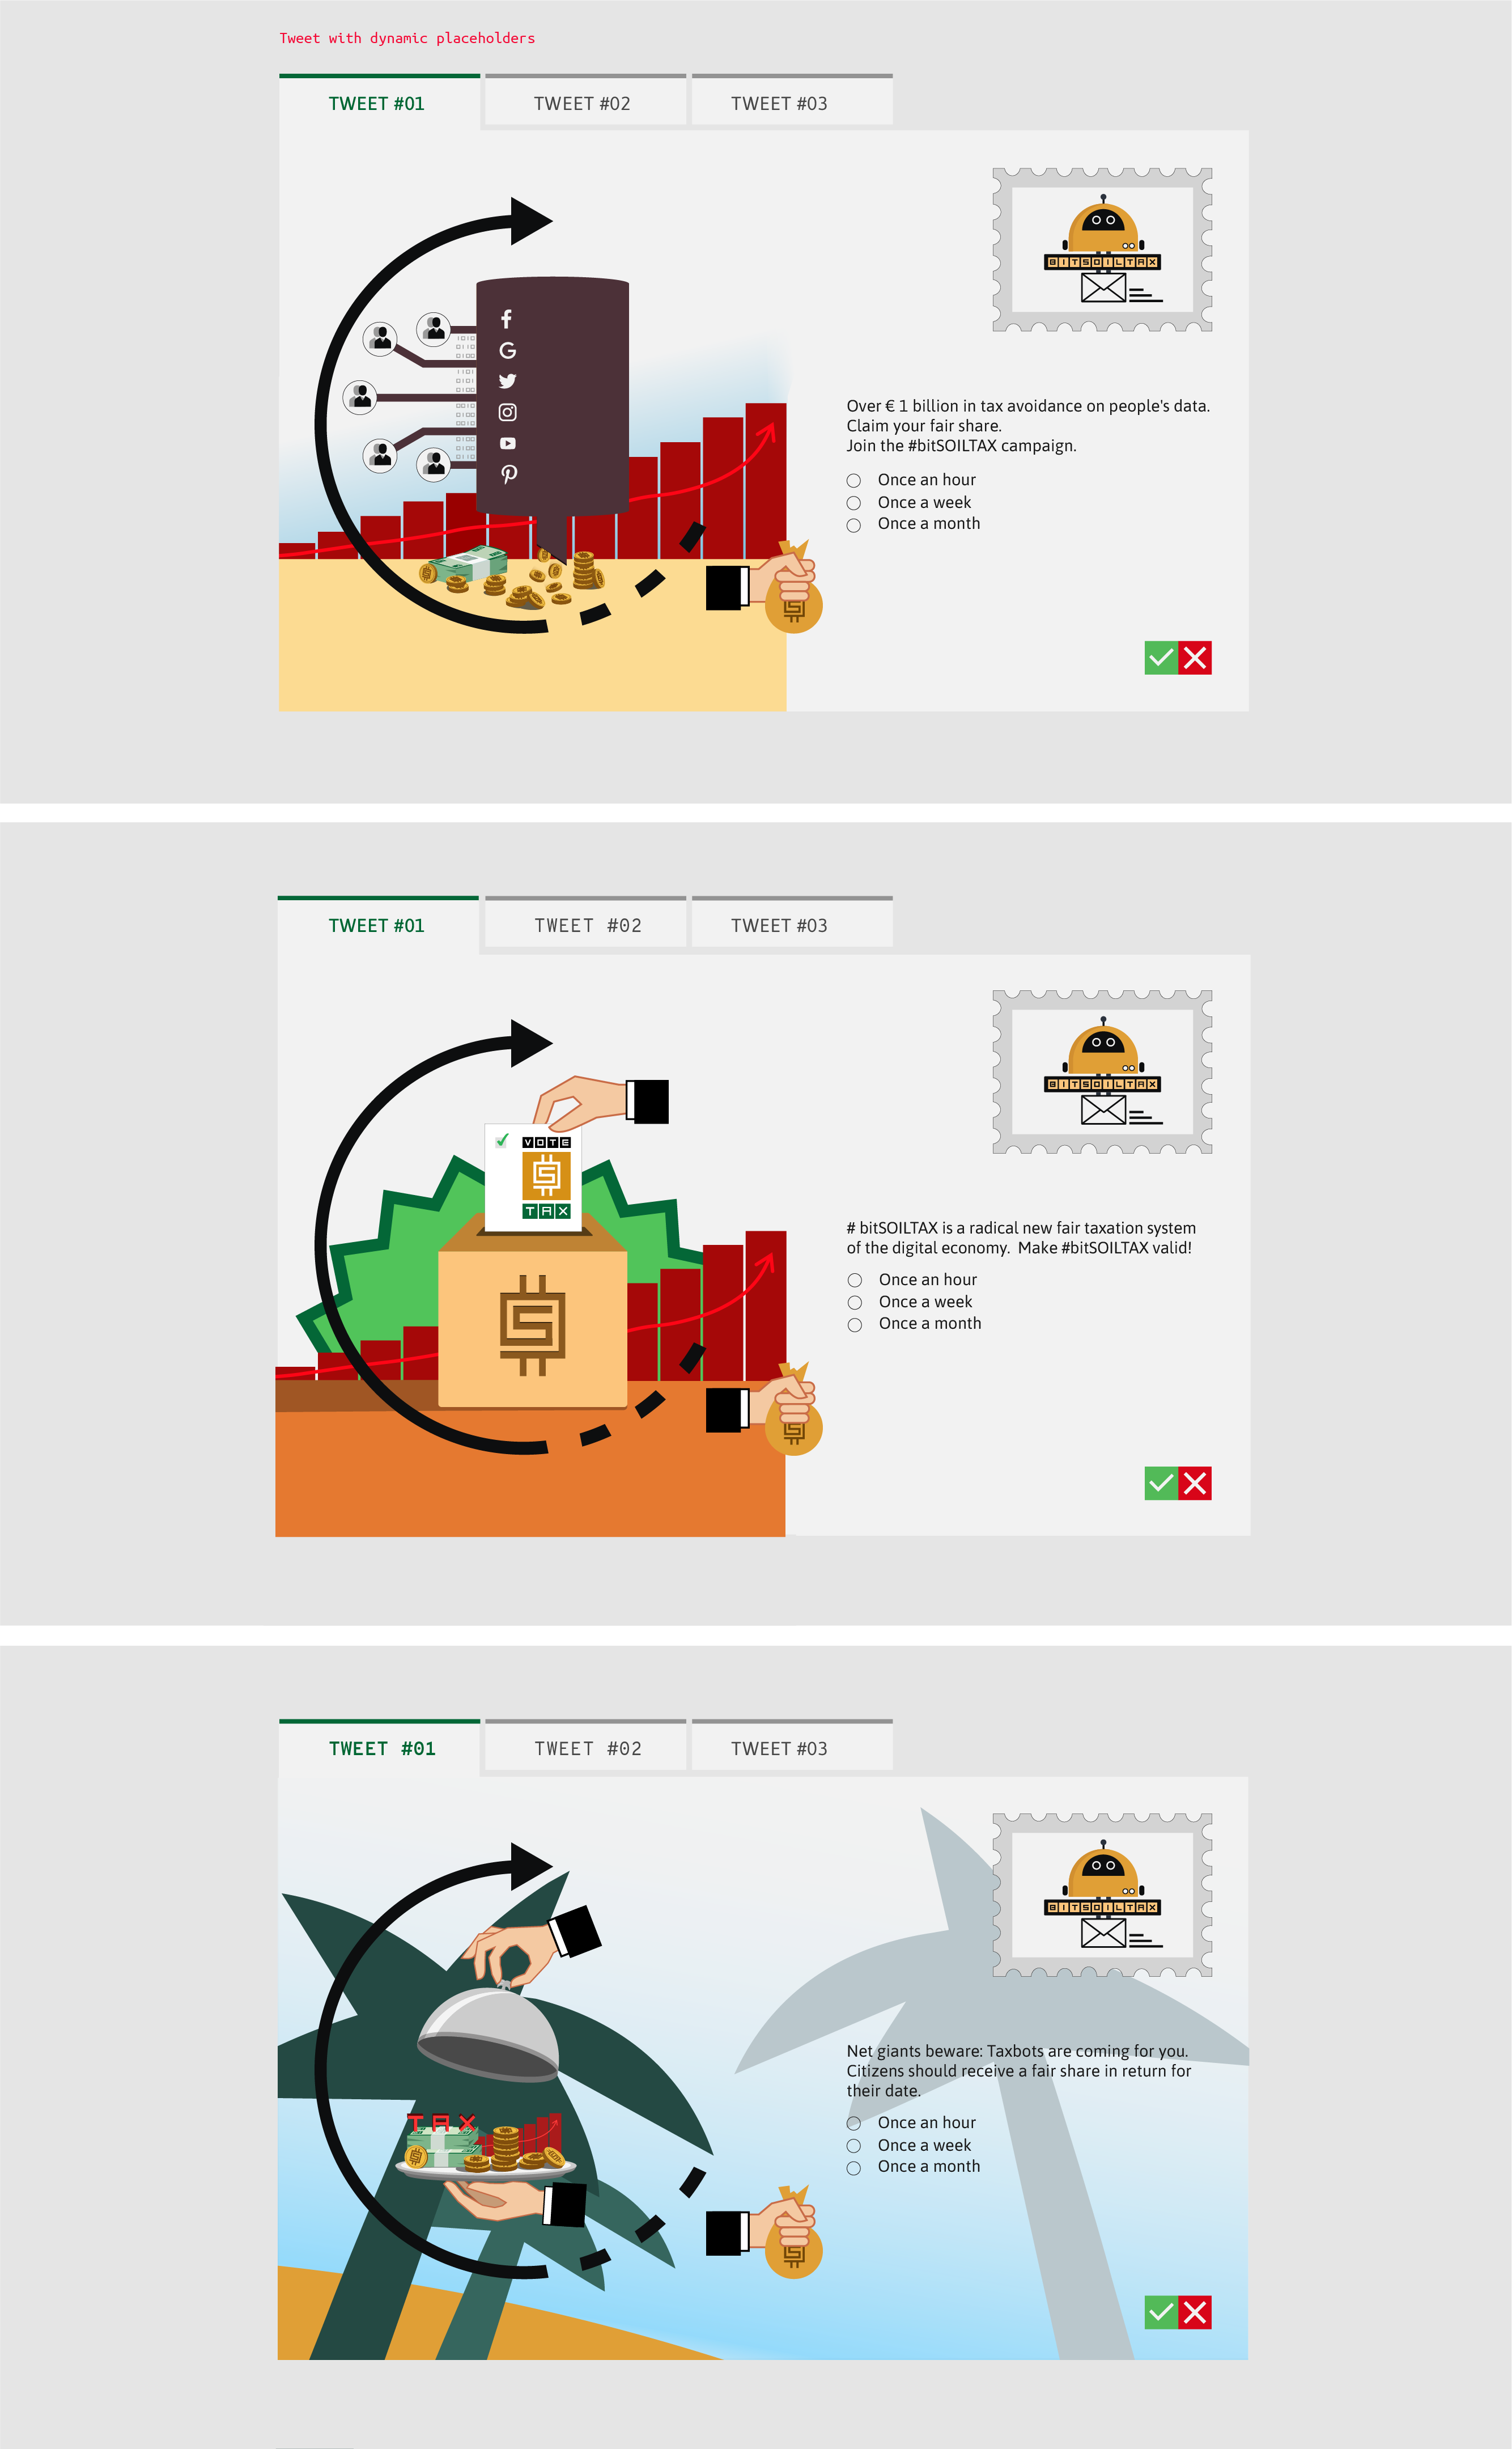 Tweet with dynamic placeholders
TWEET #01
TWEET #02
TWEET #03
BITSOILTAX
Over € 1 billion in tax avoidance on people's data.
Claim your fair share.
Join the #bitSOILTAX campaign.
Once an hour
Once a week
Once a month
TWEET #01
TWEET #02
TWEET #03
BITSOILTAX
VOTE
TAX
# bitSOILTAX is a radical new fair taxation system
of the digital economy. Make #bitSOILTAX valid!
Once an hour
Once a week
Once a month
TWEET #01
TWEET #02
TWEET #03
BITSOILTAX
Net giants beware: Taxbots are coming for you.
Citizens should receive a fair share in return for
their date.
TAX
Once an hour
Once a week
Once a month